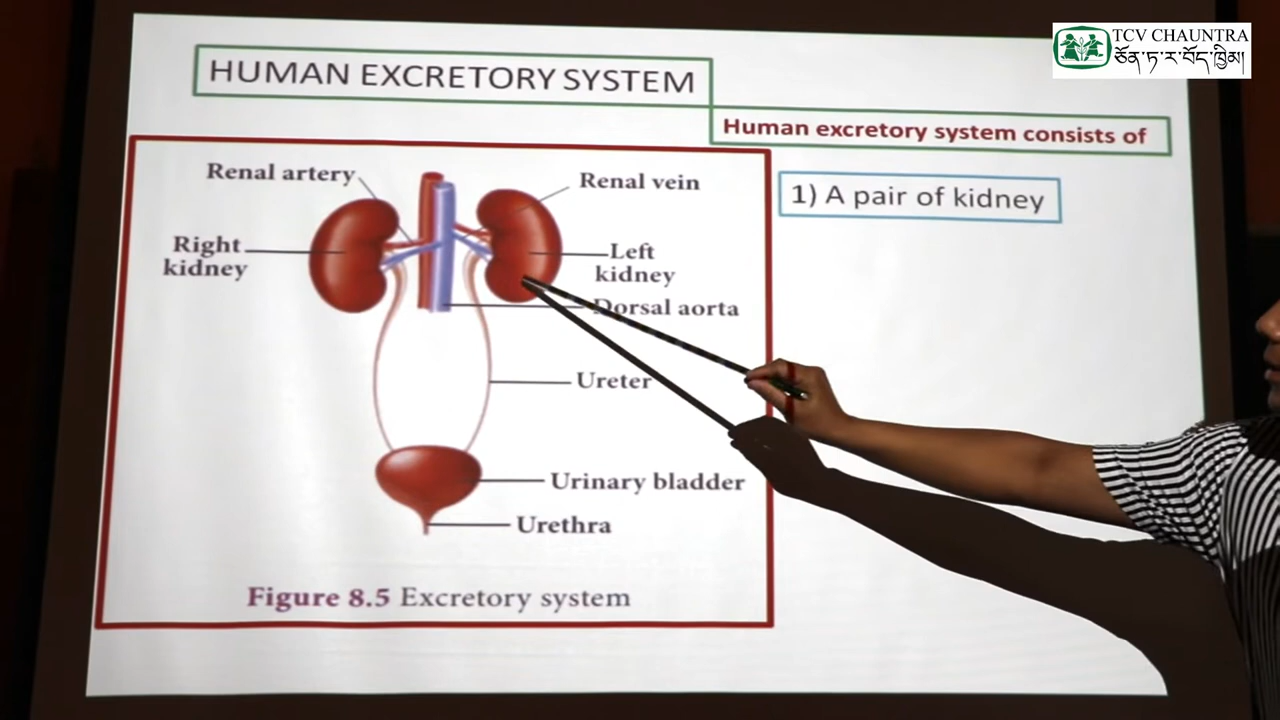 TCV CHAUNTRA
ཅོན་ཏ་ར་བོད་ཁྱིམ།
HUMAN EXCRETORY SYSTEM
Human excretory system consists of
1) A pair of kidney
Renal artery
Renal vein
Right
kidney
Left
kidney
Dorsal aorta
Ureter
Urinary bladder
Urethra
Figure 8.5 Excretory system